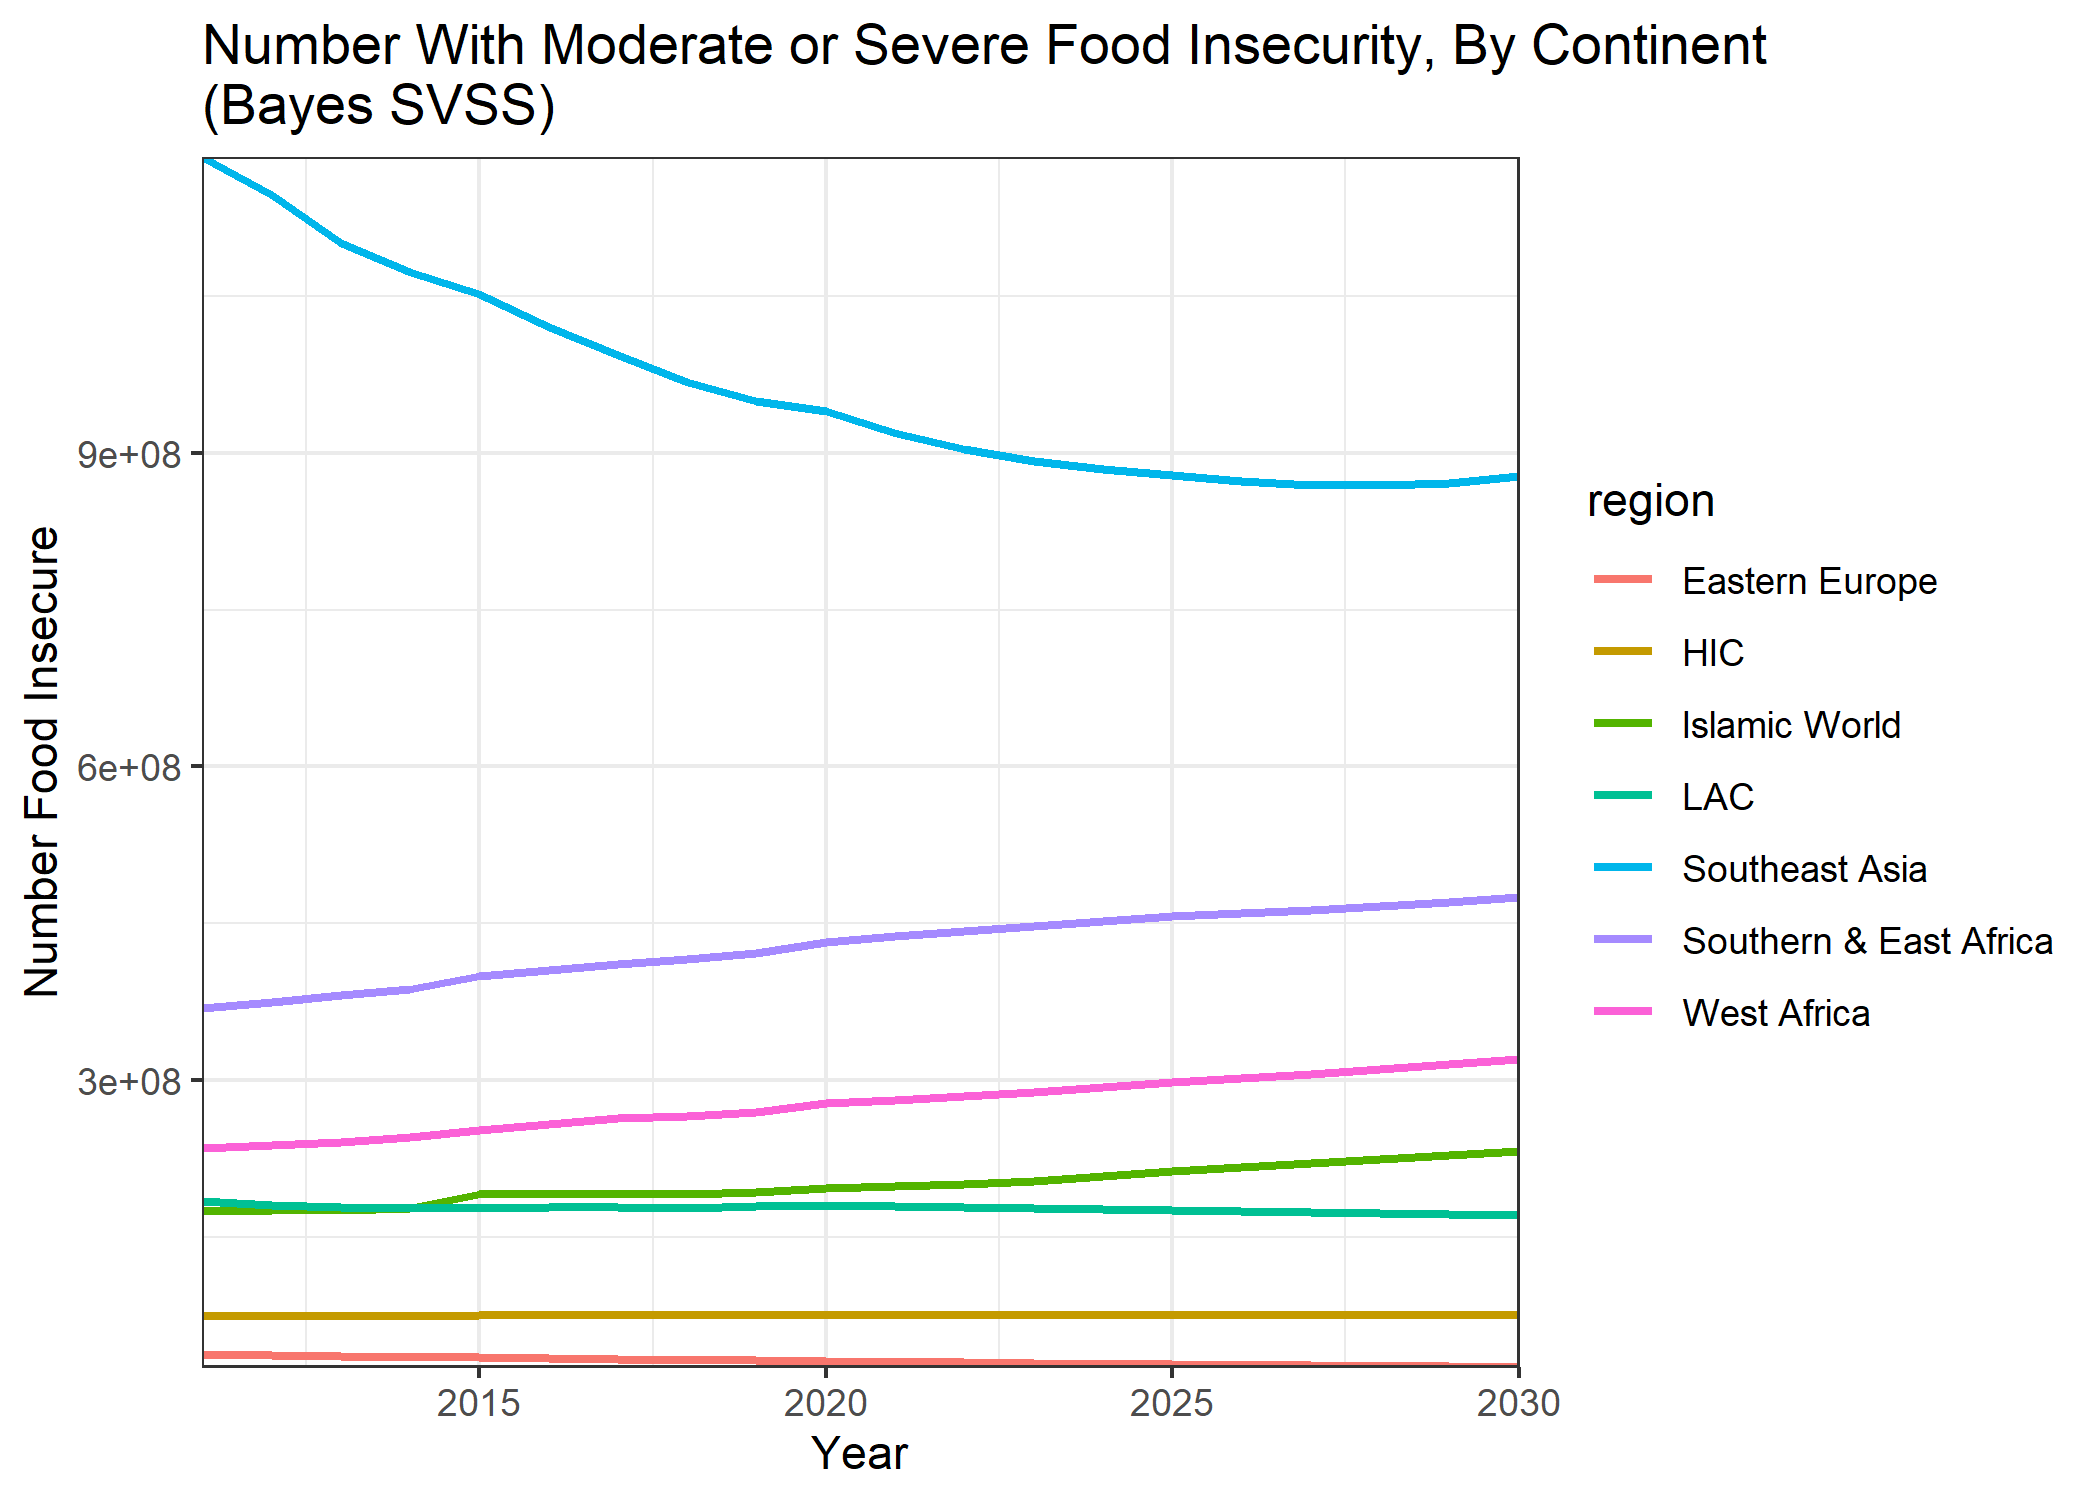 Number With Moderate or Severe Food Insecurity, By Continent
(Bayes SVSS)
Number Food Insecure
9e+08
6e+08
3e+08
2015
2020
2025
2030
Year
region
Eastern Europe
HIC
Islamic World
LAC
Southeast Asia
Southern & East Africa
West Africa